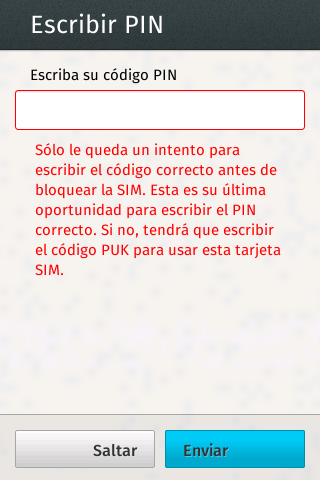 Escribir PIN
Escriba su código PIN
Sólo le queda un intento para
escribir el código correcto antes de
bloquear la SIM. Esta es su última
oportunidad para escribir el PIN
correcto. Si no, tendrá que escribir
el código PUK para usar esta tarjeta
SIM.
Saltar
Enviar